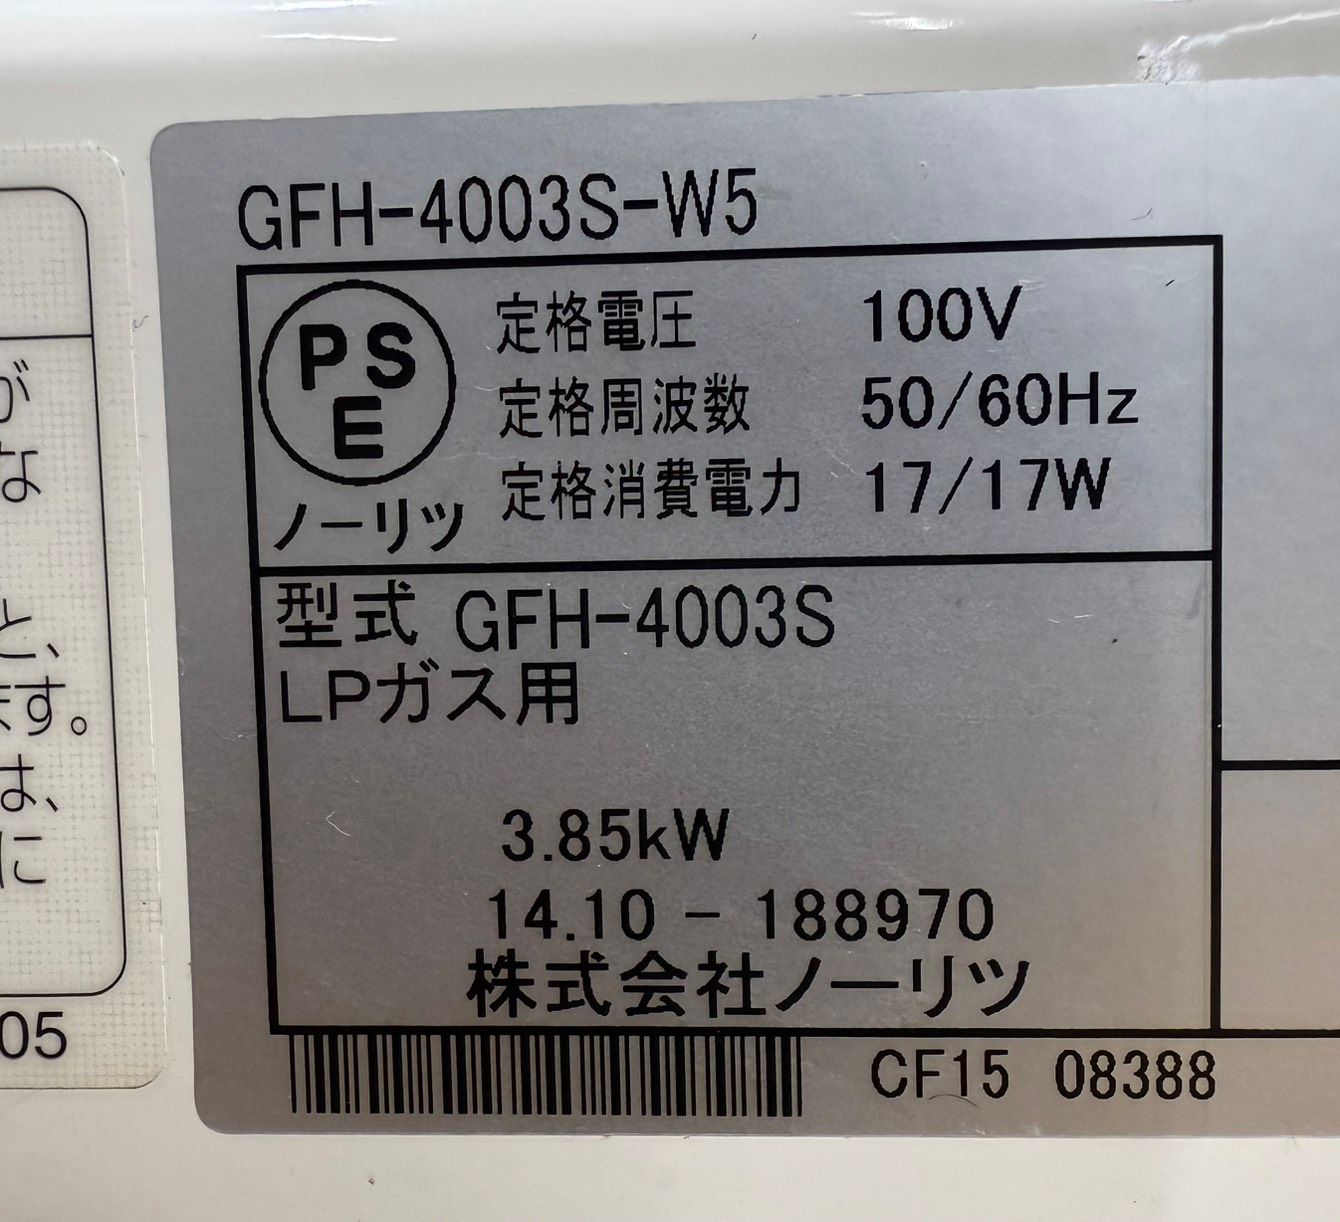 GFH-4003S-W5
PS
E
ノーリツ
定格電圧 100V
定格周波数 50/60Hz
定格消費電力 17/17W
型式 GFH-4003S
LPガス用
3.85kW
14.10 - 188970
株式会社ノーリツ
CF15 08388
が
な
と、
ます。
は、
に
05